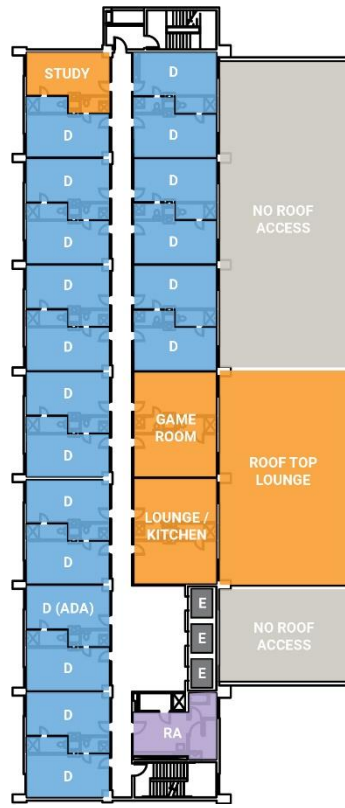 STUDY
D
D
D
D
D
D
D
NO ROOF
ACCESS
D
D
D
D
D
GAME
ROOM
D
ROOF TOP
LOUNGE
D
LOUNGE /
KITCHEN
D
D (ADA)
E
E
NO ROOF
ACCESS
D
E
D
RA
D